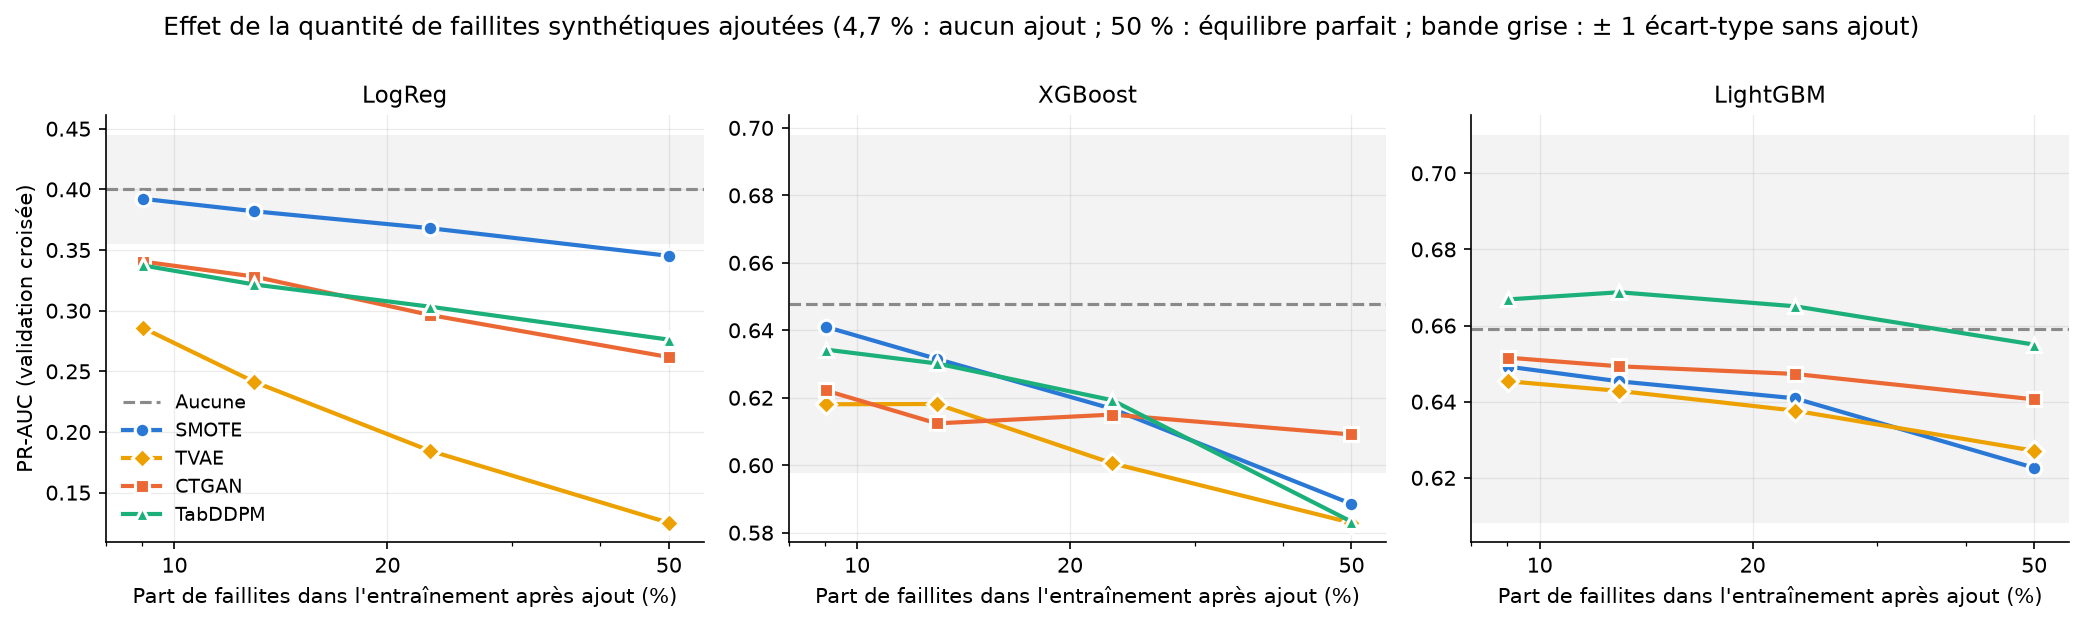 Effet de la quantité de faillites synthétiques ajoutées (4,7 % : aucun ajout ; 50 % : équilibre parfait ; bande grise : ± 1 écart-type sans ajout)
LogReg
PR-AUC (validation croisée)
0.45
0.40
0.35
0.30
0.25
0.20
0.15
Aucune
SMOTE
TVAE
CTGAN
TabDDPM
10
20
50
Part de faillites dans l'entraînement après ajout (%)
XGBoost
0.70
0.68
0.66
0.64
0.62
0.60
0.58
10
20
50
Part de faillites dans l'entraînement après ajout (%)
LightGBM
0.70
0.68
0.66
0.64
0.62
10
20
50
Part de faillites dans l'entraînement après ajout (%)